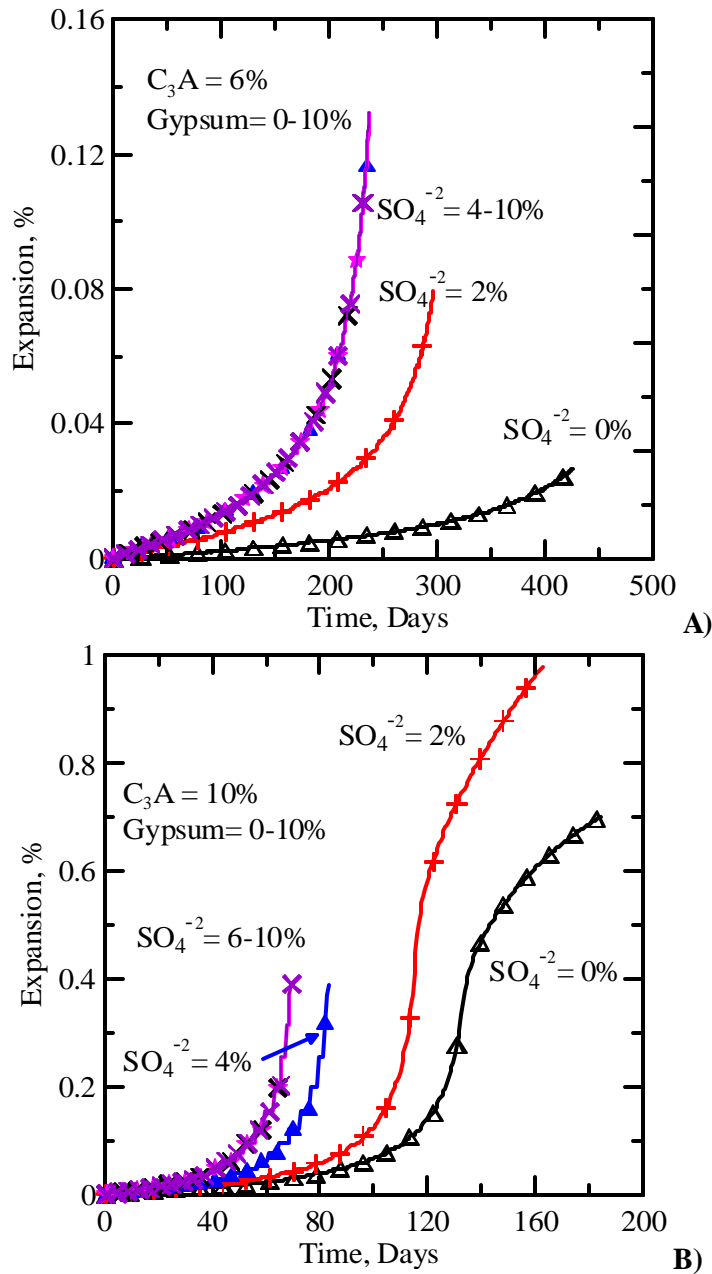 0.16
C₃A = 6%
Gypsum= 0-10%
0.12
SO₄⁻² = 4-10%
SO₄⁻² = 2%
0.08
Expansion, %
0.04
SO₄⁻² = 0%
0
0 100 200 300 400 500
Time, Days
A)
1
SO₄⁻² = 2%
0.8
C₃A = 10%
Gypsum= 0-10%
0.6
SO₄⁻² = 6-10%
SO₄⁻² = 0%
Expansion, %
0.4
SO₄⁻² = 4%
0.2
0
0 40 80 120 160 200
Time, Days
B)